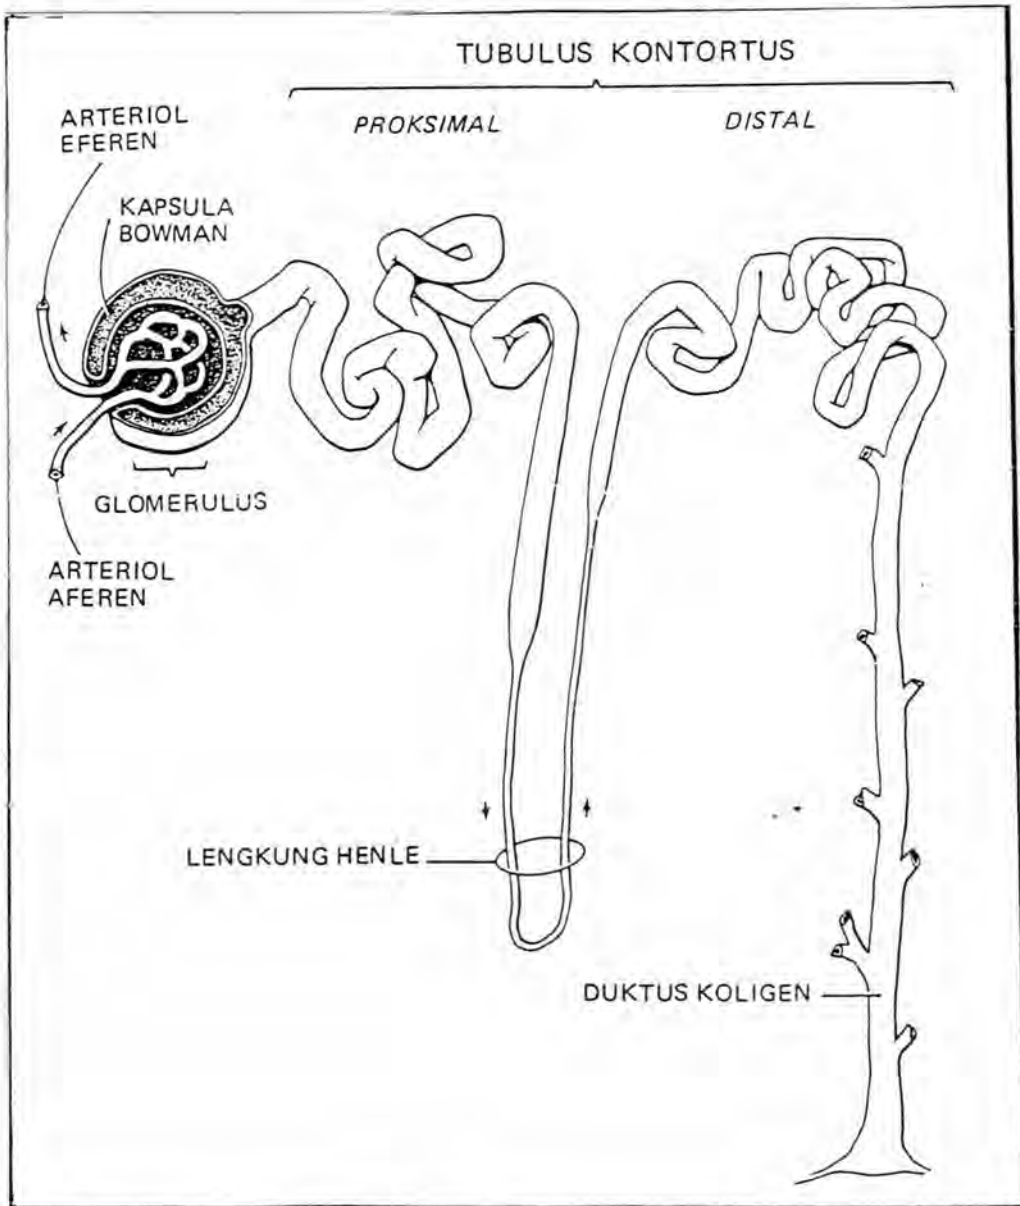 TUBULUS KONTORTUS
PROKSIMAL
DISTAL
ARTERIOL
EFEREN
KAPSULA
BOWMAN
GLOMERULUS
ARTERIOL
AFEREN
LENGKUNG HENLE
DUKTUS KOLIGEN